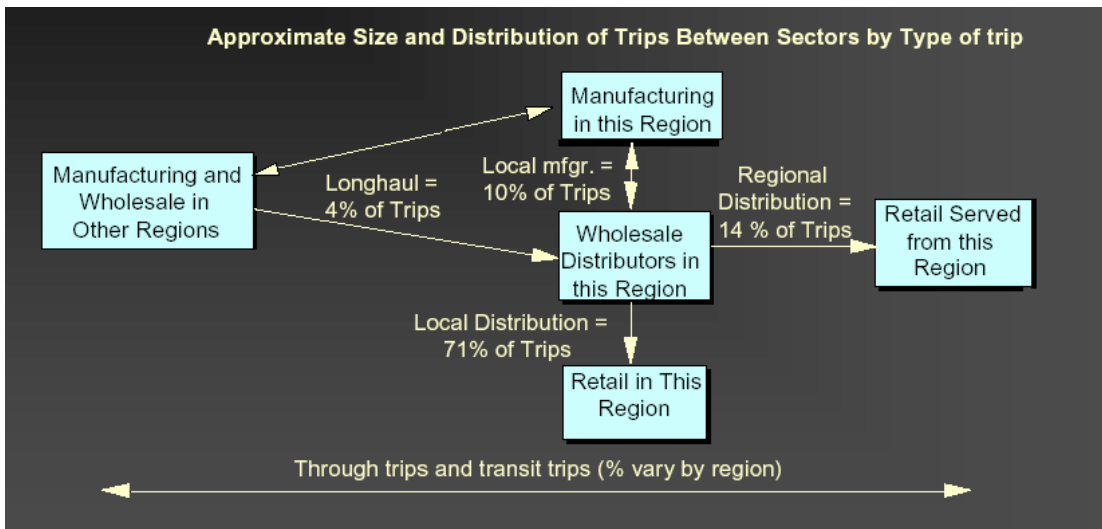 Approximate Size and Distribution of Trips Between Sectors by Type of trip
Manufacturing
in this Region
Manufacturing and
Wholesale in
Other Regions
Longhaul =
4% of Trips
Local mfgr. =
10% of Trips
Regional
Distribution =
14 % of Trips
Retail Served
from this
Region
Wholesale
Distributors in
this Region
Local Distribution =
71% of Trips
Retail in This
Region
Through trips and transit trips (% vary by region)